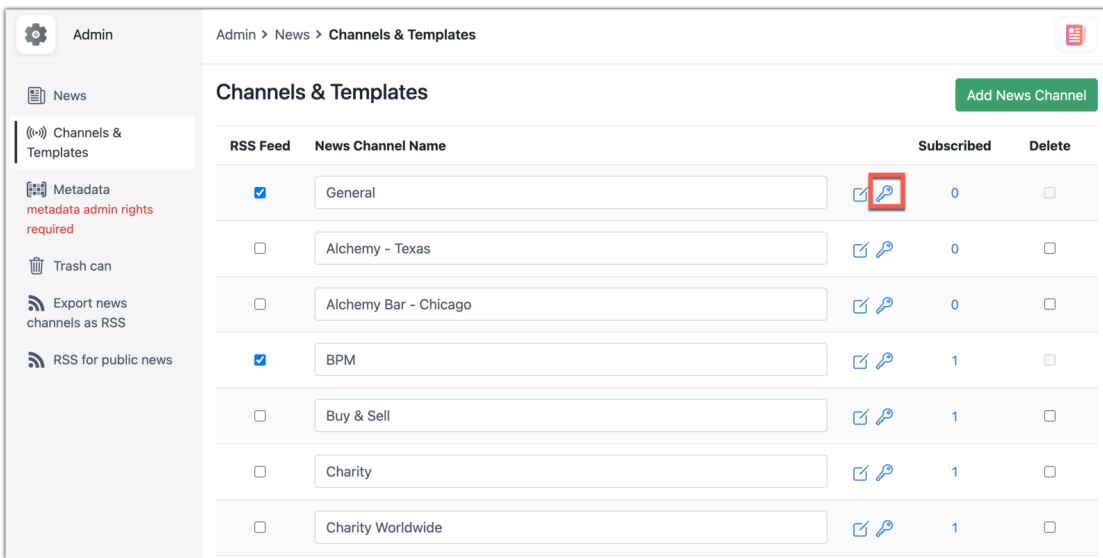 Admin
Admin > News > Channels & Templates
News
Channels &
Templates
Metadata
metadata admin rights
required
Trash can
Export news
channels as RSS
RSS for public news
Channels & Templates
Add News Channel
RSS Feed News Channel Name Subscribed Delete
General 0
Alchemy - Texas 0
Alchemy Bar - Chicago 0
BPM 1
Buy & Sell 1
Charity 1
Charity Worldwide 1